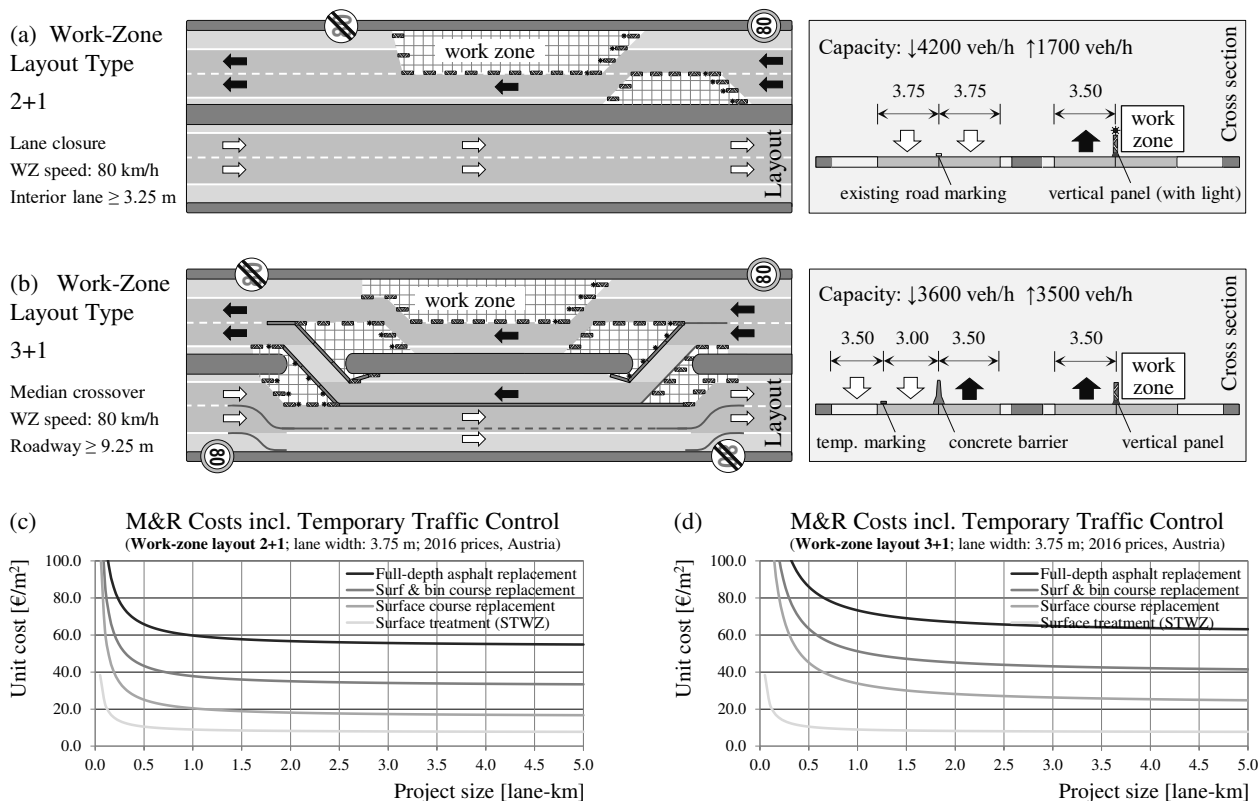 (a) Work-Zone
Layout Type
2+1
Lane closure
WZ speed: 80 km/h
Interior lane ≥ 3.25 m
80
80
work zone
Layout
Capacity: ↓4200 veh/h ↑1700 veh/h
3.75 3.75 3.50
work
zone
existing road marking
vertical panel (with light)
Cross section
(b) Work-Zone
Layout Type
3+1
Median crossover
WZ speed: 80 km/h
Roadway ≥ 9.25 m
80
80
work zone
80
80
Layout
Capacity: ↓3600 veh/h ↑3500 veh/h
3.50 3.00 3.50 3.50
work
zone
temp. marking
concrete barrier
vertical panel
Cross section
(c) M&R Costs incl. Temporary Traffic Control
(Work-zone layout 2+1; lane width: 3.75 m; 2016 prices, Austria)
Unit cost [€/m²]
100.0
80.0
60.0
40.0
20.0
0.0
Full-depth asphalt replacement
Surf & bin course replacement
Surface course replacement
Surface treatment (STWZ)
0.0 0.5 1.0 1.5 2.0 2.5 3.0 3.5 4.0 4.5 5.0
Project size [lane-km]
(d) M&R Costs incl. Temporary Traffic Control
(Work-zone layout 3+1; lane width: 3.75 m; 2016 prices, Austria)
Unit cost [€/m²]
100.0
80.0
60.0
40.0
20.0
0.0
Full-depth asphalt replacement
Surf & bin course replacement
Surface course replacement
Surface treatment (STWZ)
0.0 0.5 1.0 1.5 2.0 2.5 3.0 3.5 4.0 4.5 5.0
Project size [lane-km]